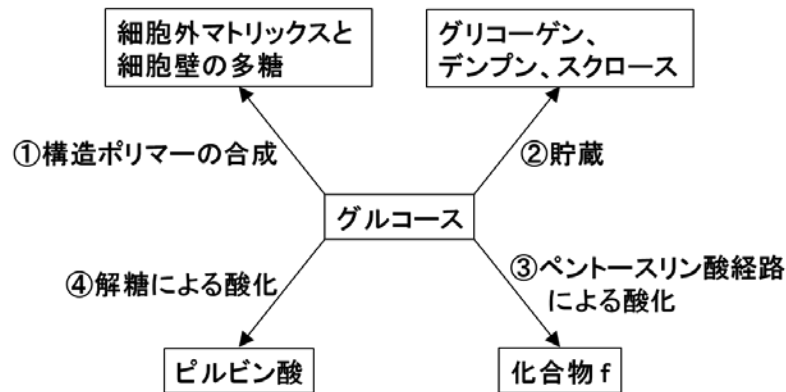 細胞外マトリックスと
細胞壁の多糖
グリコーゲン、
デンプン、スクロース
①構造ポリマーの合成
②貯蔵
グルコース
④解糖による酸化
③ペントースリン酸経路
による酸化
ピルビン酸
化合物 f